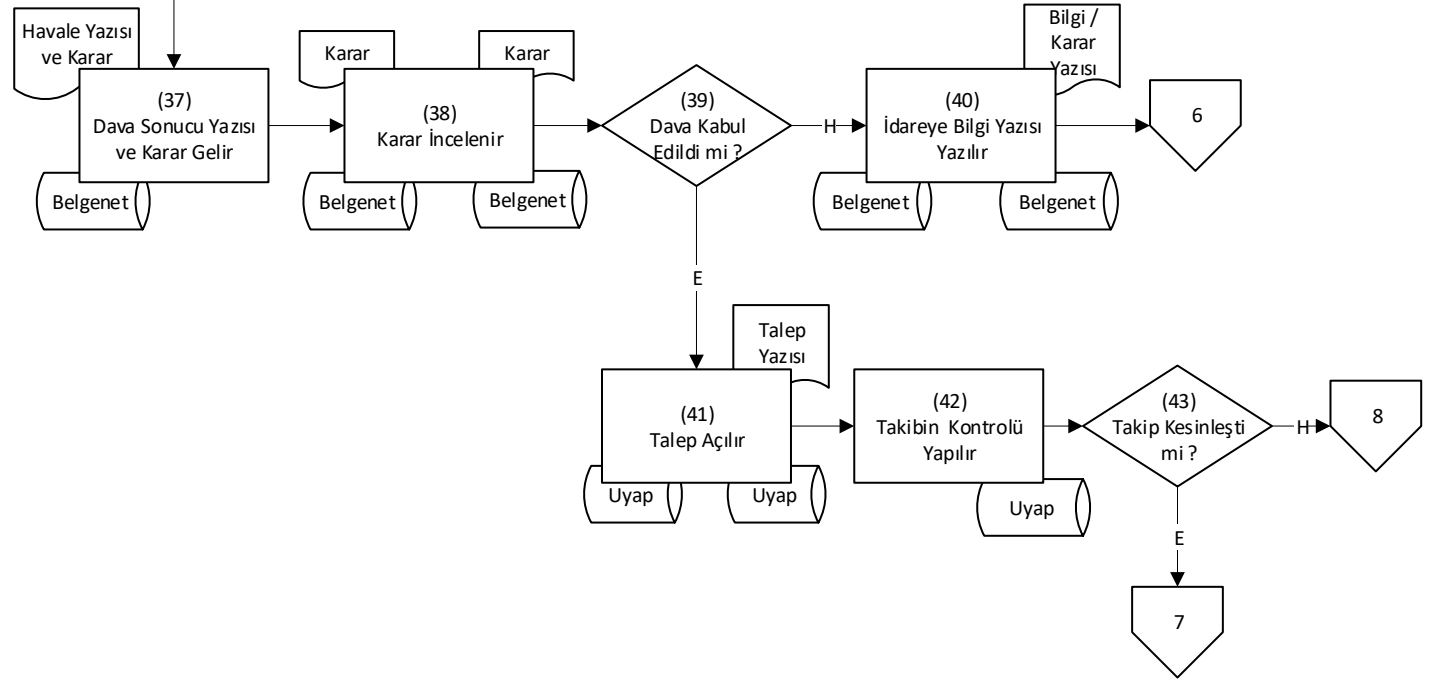 Havale Yazısı
ve Karar
(37)
Dava Sonucu Yazısı
ve Karar Gelir
Belgenet
Karar
Karar
(38)
Karar İncelenir
Belgenet
Belgenet
(39)
Dava Kabul
Edildi mi ?
H
Bilgi /
Karar
Yazısı
(40)
İdareye Bilgi Yazısı
Yazılır
Belgenet
Belgenet
6
E
Talep
Yazısı
(41)
Talep Açılır
Uyap
Uyap
(42)
Takibin Kontrolü
Yapılır
Uyap
(43)
Takip Kesinleşti
mi ?
H
8
E
7